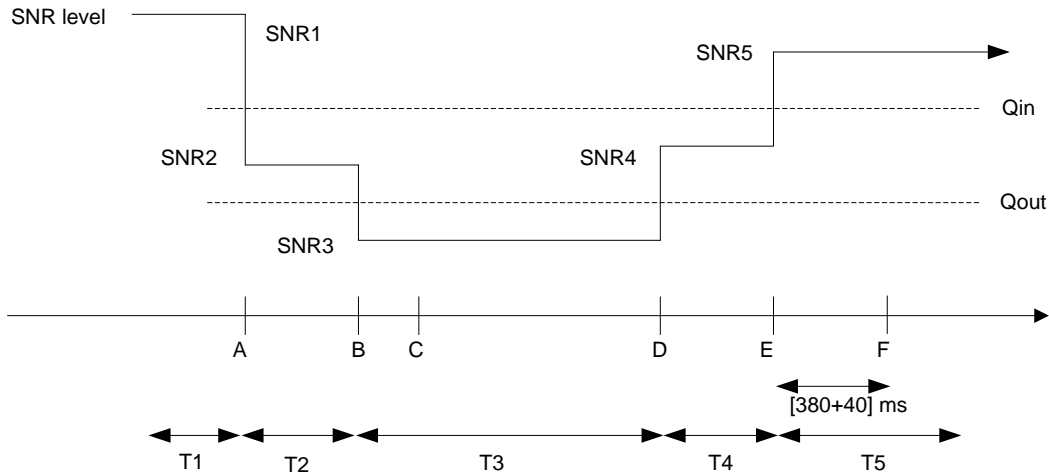 SNR level
SNR1
SNR5
Qin
SNR2
SNR4
Qout
SNR3
A B C D E F
[380+40] ms
T1 T2 T3 T4 T5